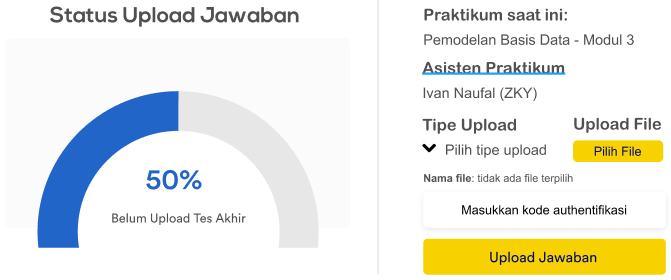 Status Upload Jawaban
50%
Belum Upload Tes Akhir
Praktikum saat ini:
Pemodelan Basis Data - Modul 3
Asisten Praktikum
Ivan Naufal (ZKY)
Tipe Upload
Pilih tipe upload
Upload File
Pilih File
Nama file: tidak ada file terpilih
Masukkan kode authentifikasi
Upload Jawaban